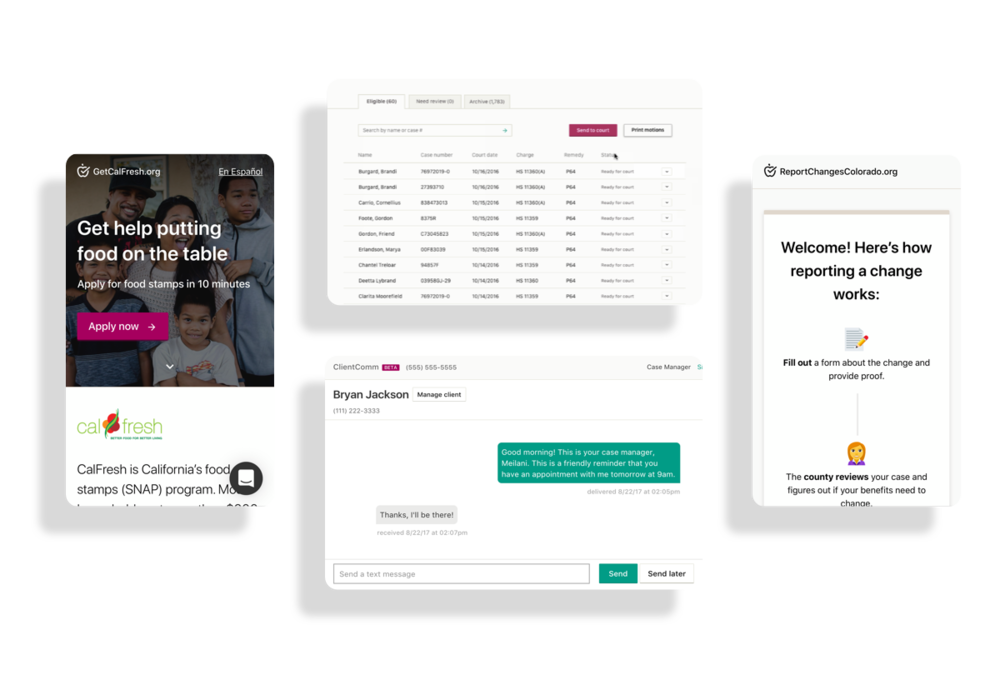 GetCalFresh.org
En Español
Get help putting
food on the table
Apply for food stamps in 10 minutes
Apply now →
calfresh
BETTER FOOD FOR BETTER LIVING
CalFresh is California's food
stamps (SNAP) program. Mo
Eligible (60) Need review (0) Archive (1,783)
Search by name or case #
Send to court Print motions
Name Case number Court date Charge Remedy Status
Burgard, Brandi 76972019-0 10/16/2016 HS 11360(A) P64 Ready for court
Burgard, Brandi 27393710 10/16/2016 HS 11360(A) P64 Ready for court
Carrio, Cornellius 838473013 10/15/2016 HS 11360(A) P64 Ready for court
Foote, Gordon 8375R 10/15/2016 HS 11359 P64 Ready for court
Gordon, Friend C73045823 10/15/2016 HS 11360(A) P64 Ready for court
Erlandson, Marya 00F83039 10/15/2016 HS 11359 P64 Ready for court
Chantel Treloar 94857F 10/14/2016 HS 11359 P64 Ready for court
Deetta Lybrand 039580J-29 10/14/2016 HS 11360 P64 Ready for court
Clarita Moorefield 76972019-0 10/14/2016 HS 11359 P64 Ready for court
ClientComm BETA (555) 555-5555 Case Manager
Bryan Jackson Manage client
(111) 222-3333
Good morning! This is your case manager,
Meilani. This is a friendly reminder that you
have an appointment with me tomorrow at 9am.
delivered 8/22/17 at 02:05pm
Thanks, I'll be there!
received 8/22/17 at 02:07pm
Send a text message
Send Send later
ReportChangesColorado.org
Welcome! Here's how
reporting a change
works:
Fill out a form about the change and
provide proof.
The county reviews your case and
figures out if your benefits need to
change.